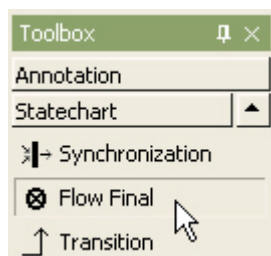 Toolbox
Annotation
Statechart
Synchronization
Flow Final
Transition